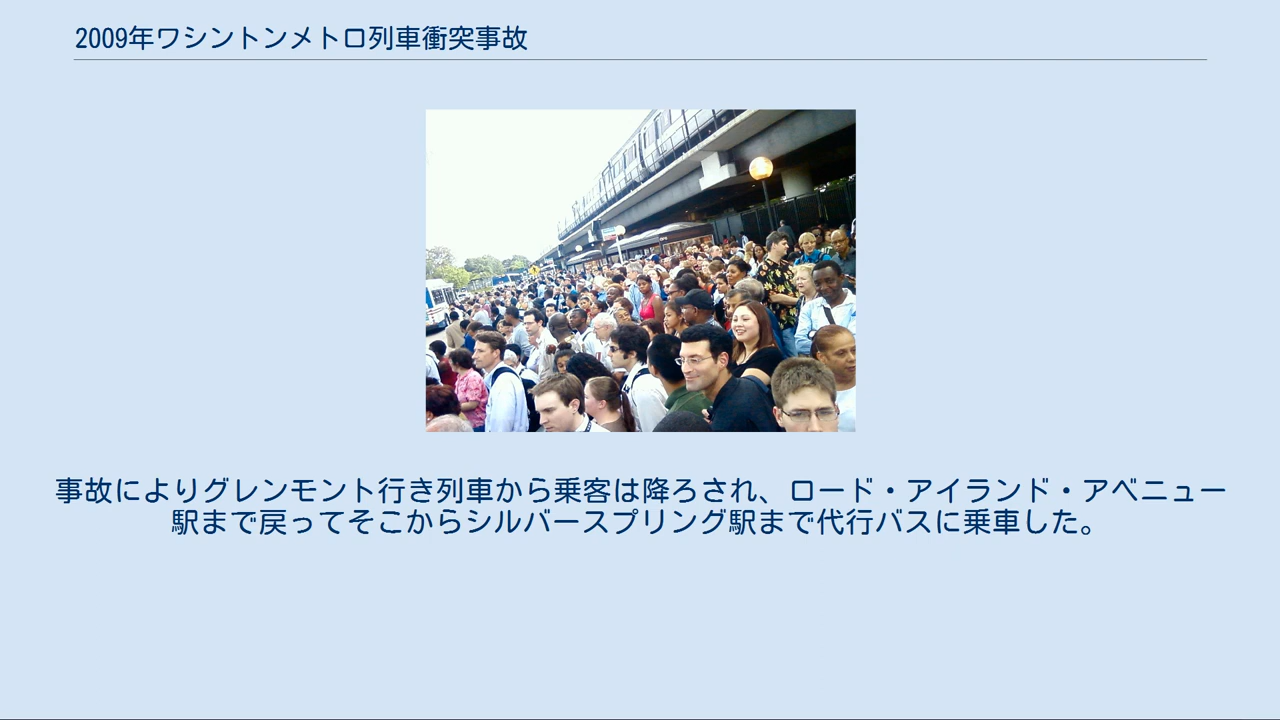 2009年ワシントンメトロ列車衝突事故
事故によりグレンモント行き列車から乗客は降ろされ、ロード・アイランド・アベニュー
駅まで戻ってそこからシルバースプリング駅まで代行バスに乗車した。